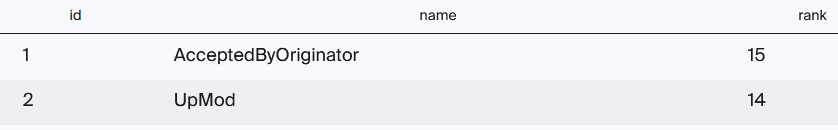 id name rank
1 AcceptedByOriginator 15
2 UpMod 14